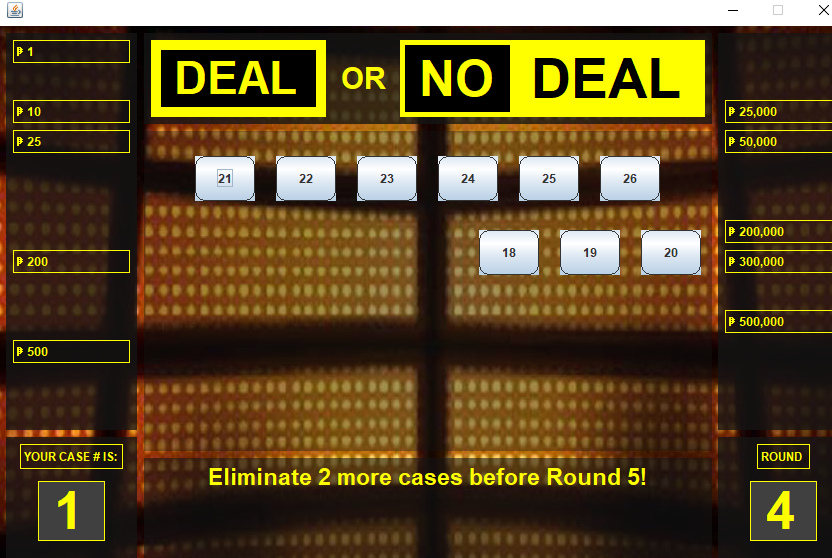 DEAL OR NO DEAL
₱ 1
₱ 10
₱ 25
₱ 200
₱ 500
₱ 25,000
₱ 50,000
₱ 200,000
₱ 300,000
₱ 500,000
21 22 23 24 25 26
18 19 20
Eliminate 2 more cases before Round 5!
YOUR CASE # IS:
1
ROUND
4